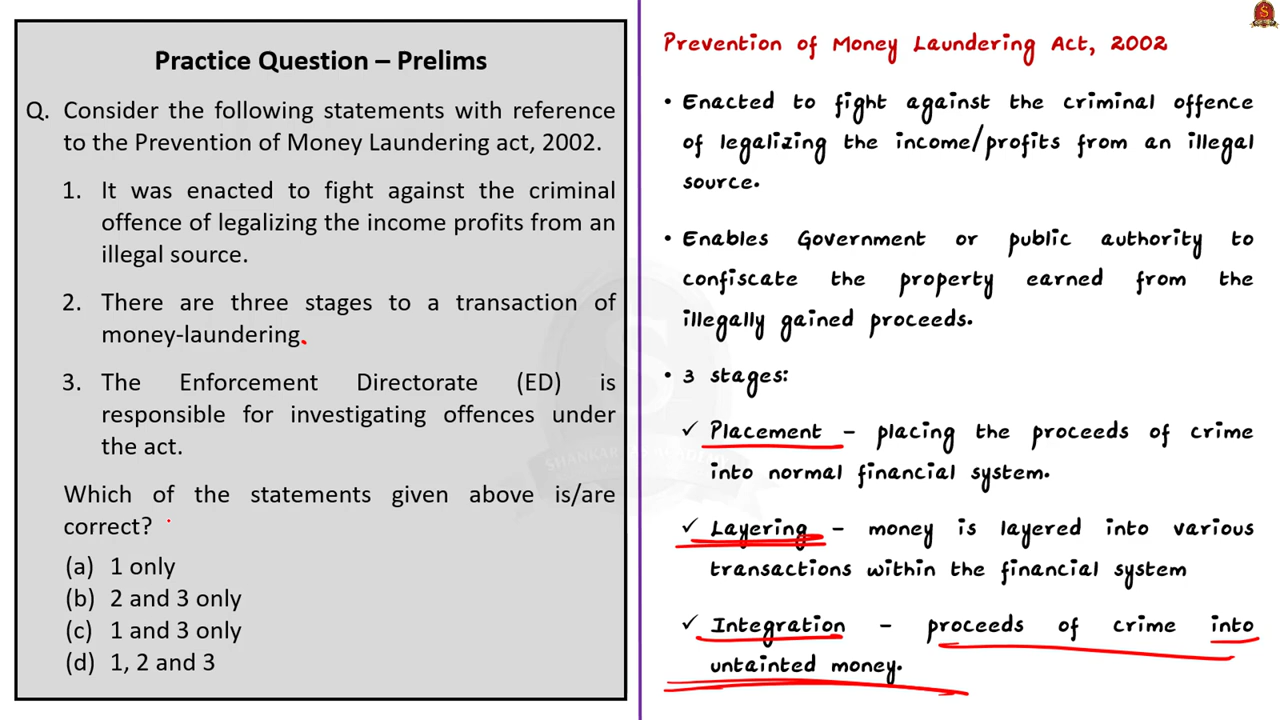 Practice Question – Prelims
Q. Consider the following statements with reference
to the Prevention of Money Laundering act, 2002.
1. It was enacted to fight against the criminal
offence of legalizing the income profits from an
illegal source.
2. There are three stages to a transaction of
money-laundering.
3. The Enforcement Directorate (ED) is
responsible for investigating offences under
the act.
Which of the statements given above is/are
correct?
(a) 1 only
(b) 2 and 3 only
(c) 1 and 3 only
(d) 1, 2 and 3
Prevention of Money Laundering Act, 2002
• Enacted to fight against the criminal offence
of legalizing the income/profits from an illegal
source.
• Enables Government or public authority to
confiscate the property earned from the
illegally gained proceeds.
• 3 stages:
✓ Placement – placing the proceeds of crime
into normal financial system.
✓ Layering – money is layered into various
transactions within the financial system
✓ Integration – proceeds of crime into
untainted money.